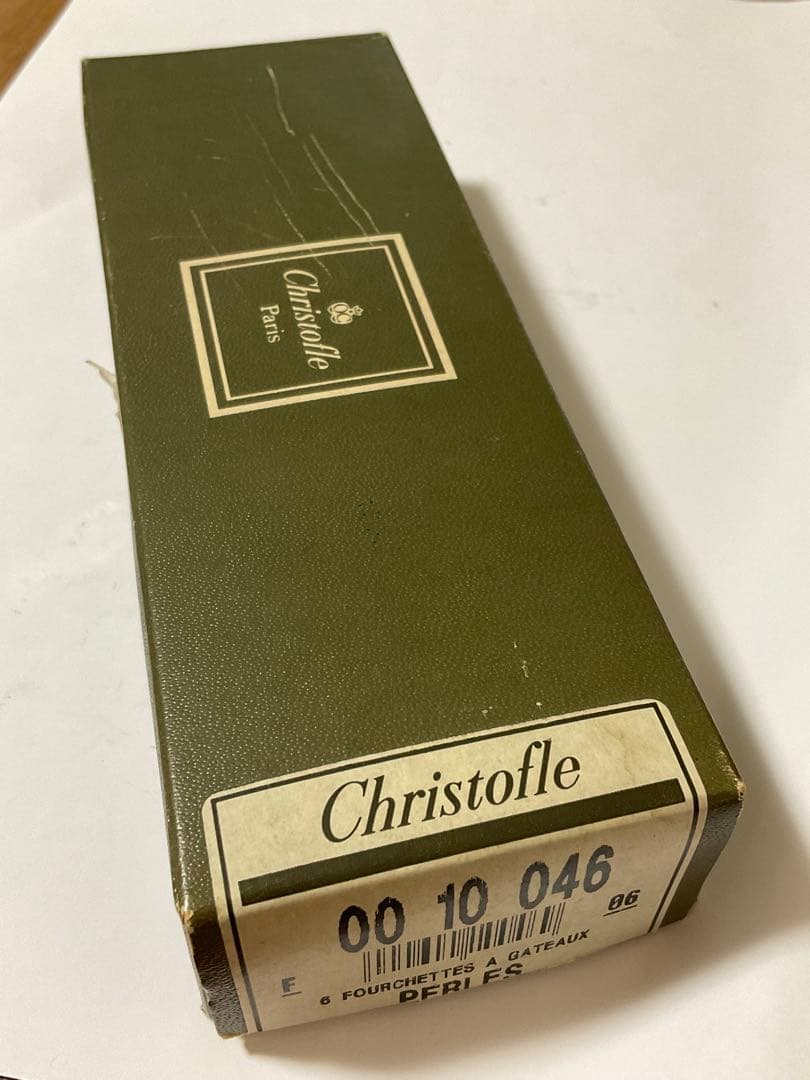 Christofle
Paris
Christofle
00 10 046
06
E
6 FOURCHETTES A GATEAUX
PERLES